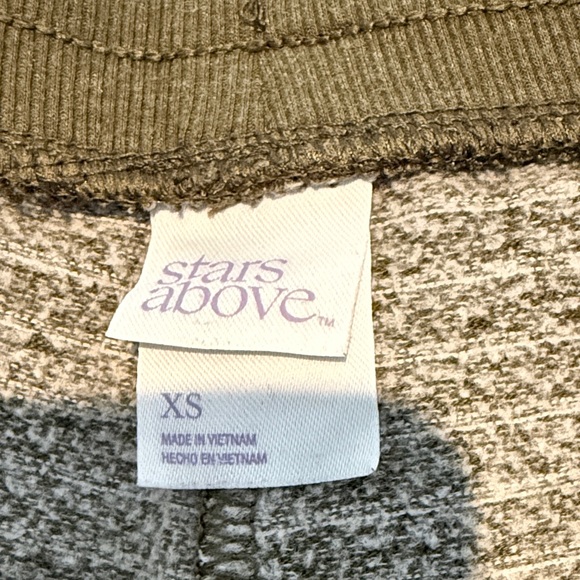 stars
above™
XS
MADE IN VIETNAM
HECHO EN VIETNAM